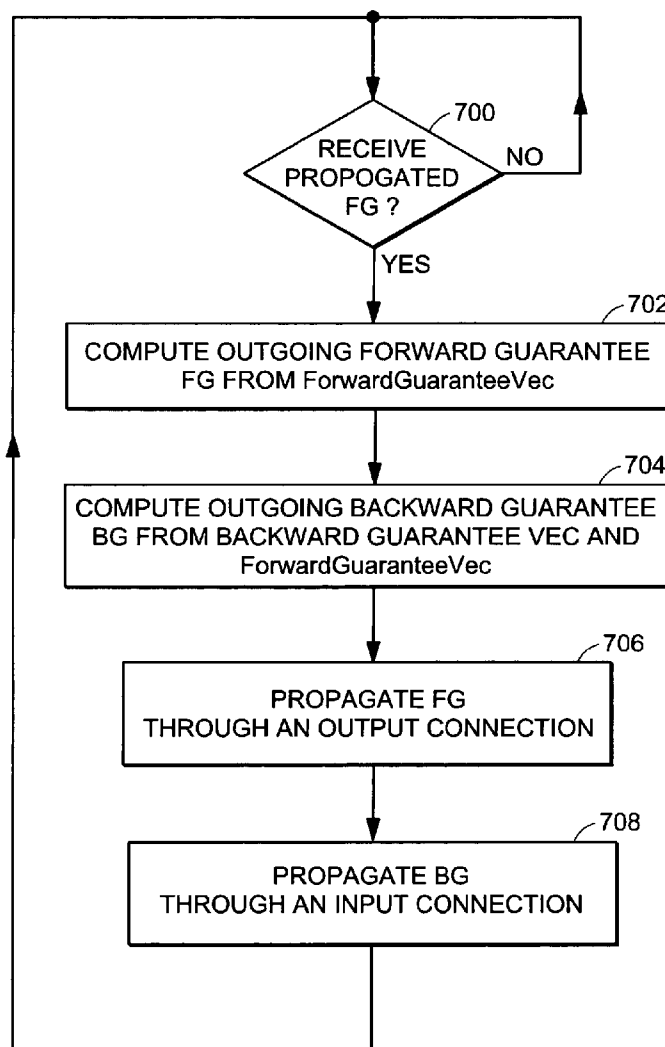 700
RECEIVE
PROPOGATED
FG ?
NO
YES
702
COMPUTE OUTGOING FORWARD GUARANTEE
FG FROM ForwardGuaranteeVec
704
COMPUTE OUTGOING BACKWARD GUARANTEE
BG FROM BACKWARD GUARANTEE VEC AND
ForwardGuaranteeVec
706
PROPAGATE FG
THROUGH AN OUTPUT CONNECTION
708
PROPAGATE BG
THROUGH AN INPUT CONNECTION